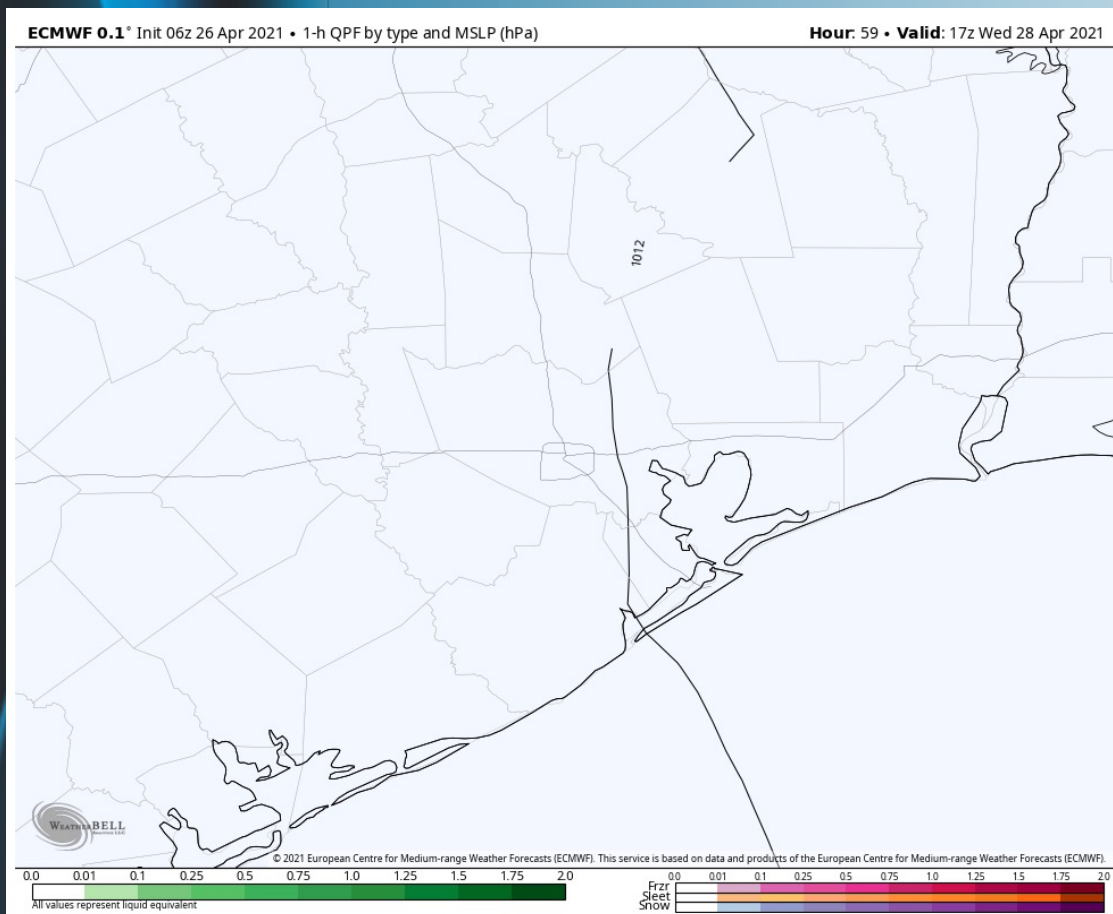 ECMWF 0.1° Init 06z 26 Apr 2021 • 1-h QPF by type and MSLP (hPa)
Hour: 59 • Valid: 17z Wed 28 Apr 2021
1012
WEATHERBELL
© 2021 European Centre for Medium-range Weather Forecasts (ECMWF). This service is based on data and products of the European Centre for Medium-range Weather Forecasts (ECMWF).
0.0 0.01 0.1 0.25 0.5 0.75 1.0 1.25 1.5 1.75 2.0
All values represent liquid equivalent
0.0 0.01 0.1 0.25 0.5 0.75 1.0 1.25 1.5 1.75 2.0
Frzr
Sleet
Snow